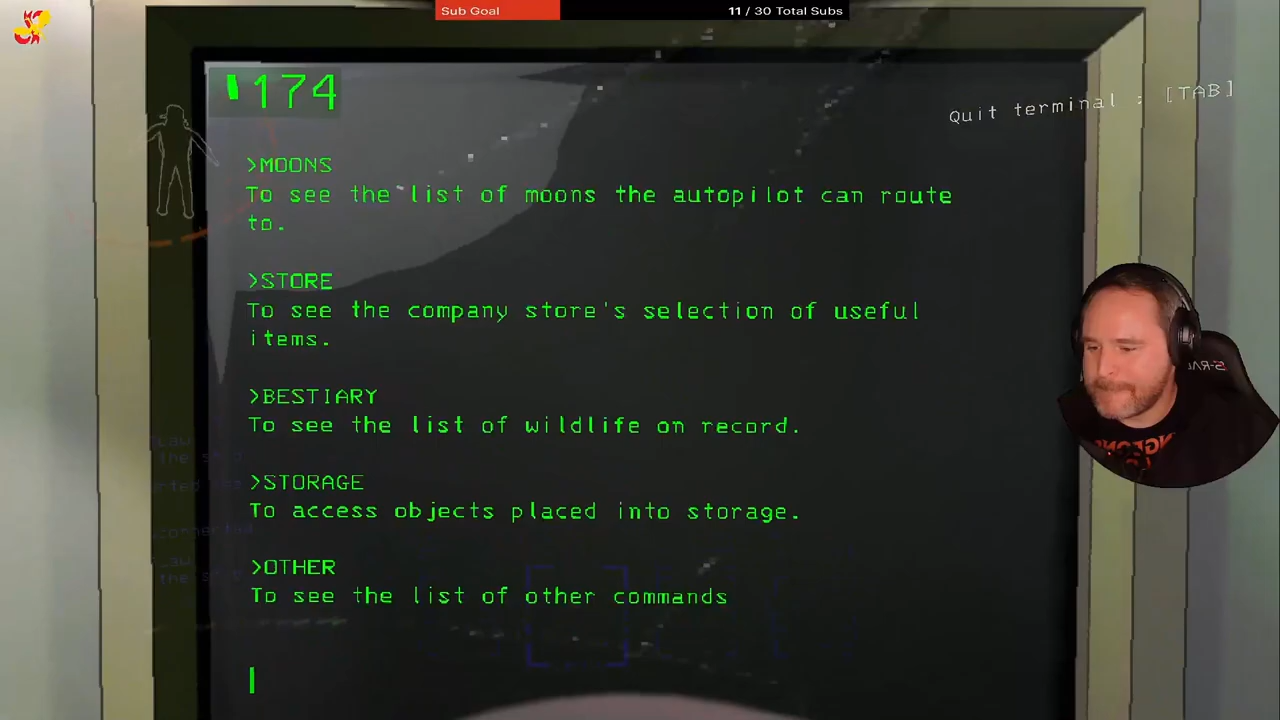 Sub Goal 11 / 30 Total Subs
174
Quit terminal : [TAB]
>MOONS
To see the list of moons the autopilot can route
to.
>STORE
To see the company store's selection of useful
items.
>BESTIARY
To see the list of wildlife on record.
>STORAGE
To access objects placed into storage.
>OTHER
To see the list of other commands